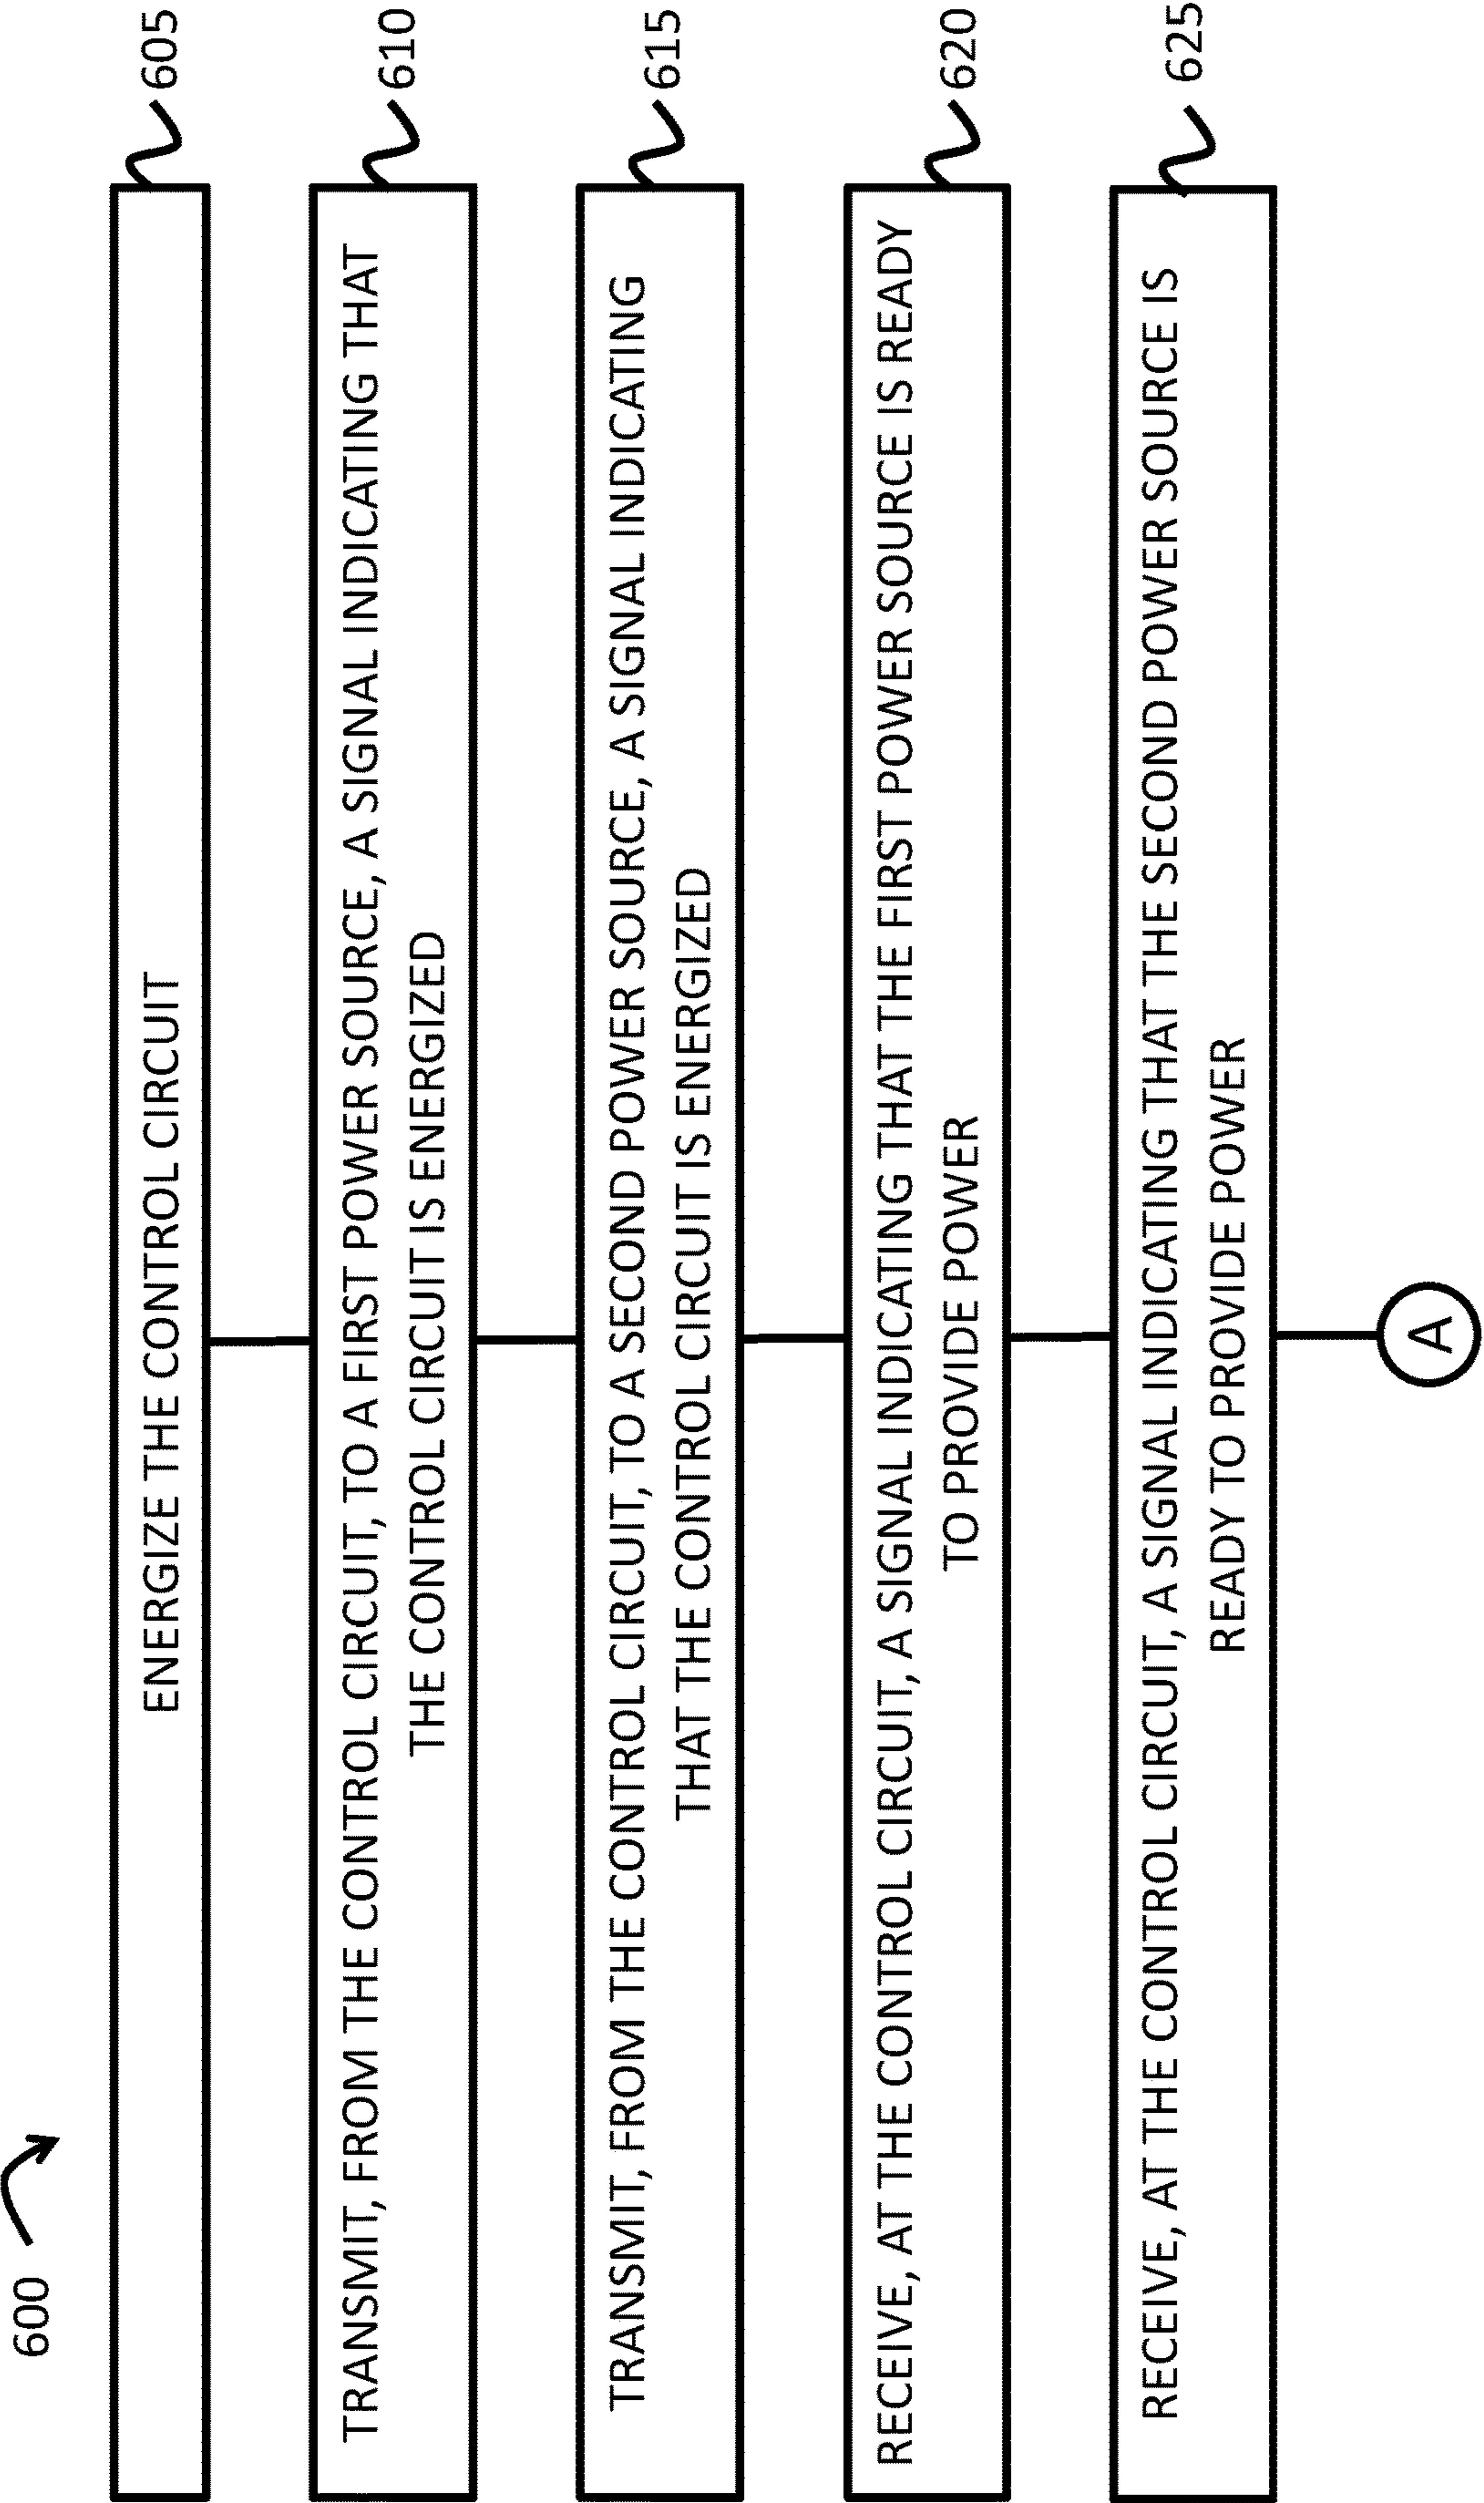 600
ENERGIZE THE CONTROL CIRCUIT
605
TRANSMIT, FROM THE CONTROL CIRCUIT, TO A FIRST POWER SOURCE, A SIGNAL INDICATING THAT
THE CONTROL CIRCUIT IS ENERGIZED
610
TRANSMIT, FROM THE CONTROL CIRCUIT, TO A SECOND POWER SOURCE, A SIGNAL INDICATING
THAT THE CONTROL CIRCUIT IS ENERGIZED
615
RECEIVE, AT THE CONTROL CIRCUIT, A SIGNAL INDICATING THAT THE FIRST POWER SOURCE IS READY
TO PROVIDE POWER
620
RECEIVE, AT THE CONTROL CIRCUIT, A SIGNAL INDICATING THAT THE SECOND POWER SOURCE IS
READY TO PROVIDE POWER
625
A